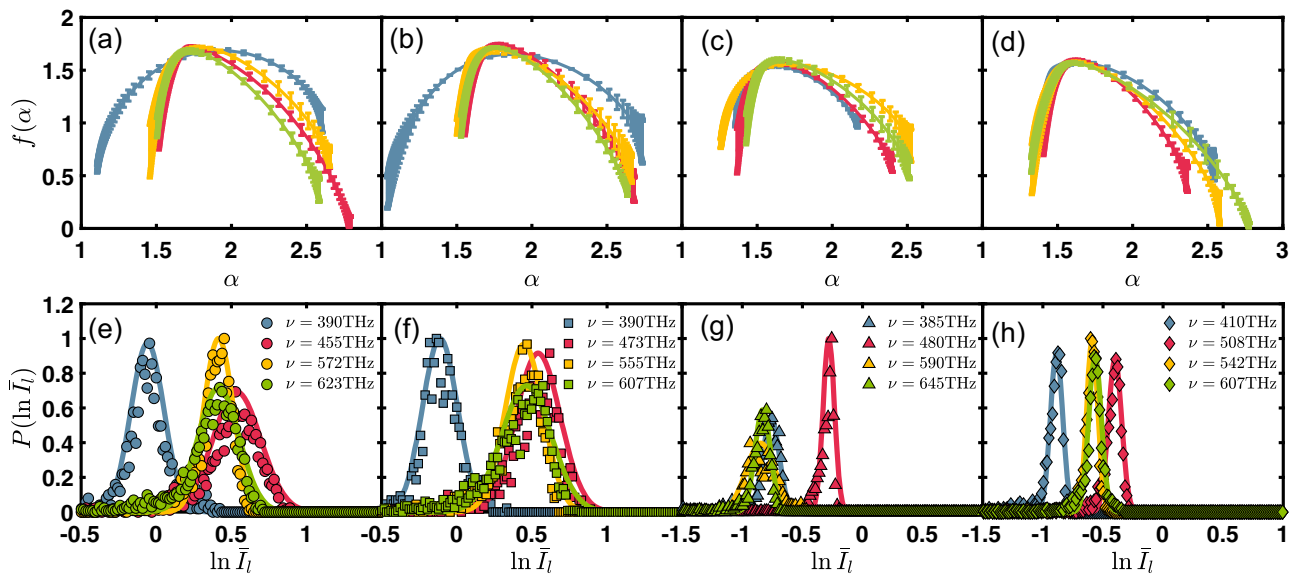 (a) (b) (c) (d)
f(α)
2
1.5
1
0.5
0
1 1.5 2 2.5 1 1.5 2 2.5 1 1.5 2 2.5 1 1.5 2 2.5 3
α α α α
(e) (f) (g) (h)
P(ln Ī_l)
1.2
1
0.8
0.6
0.4
0.2
0
ν = 390THz
ν = 455THz
ν = 572THz
ν = 623THz
ν = 390THz
ν = 473THz
ν = 555THz
ν = 607THz
ν = 385THz
ν = 480THz
ν = 590THz
ν = 645THz
ν = 410THz
ν = 508THz
ν = 542THz
ν = 607THz
-0.5 0 0.5 1 -0.5 0 0.5 1 -1.5 -1 -0.5 0 0.5 1 -1.5 -1 -0.5 0 0.5 1
ln Ī_l ln Ī_l ln Ī_l ln Ī_l